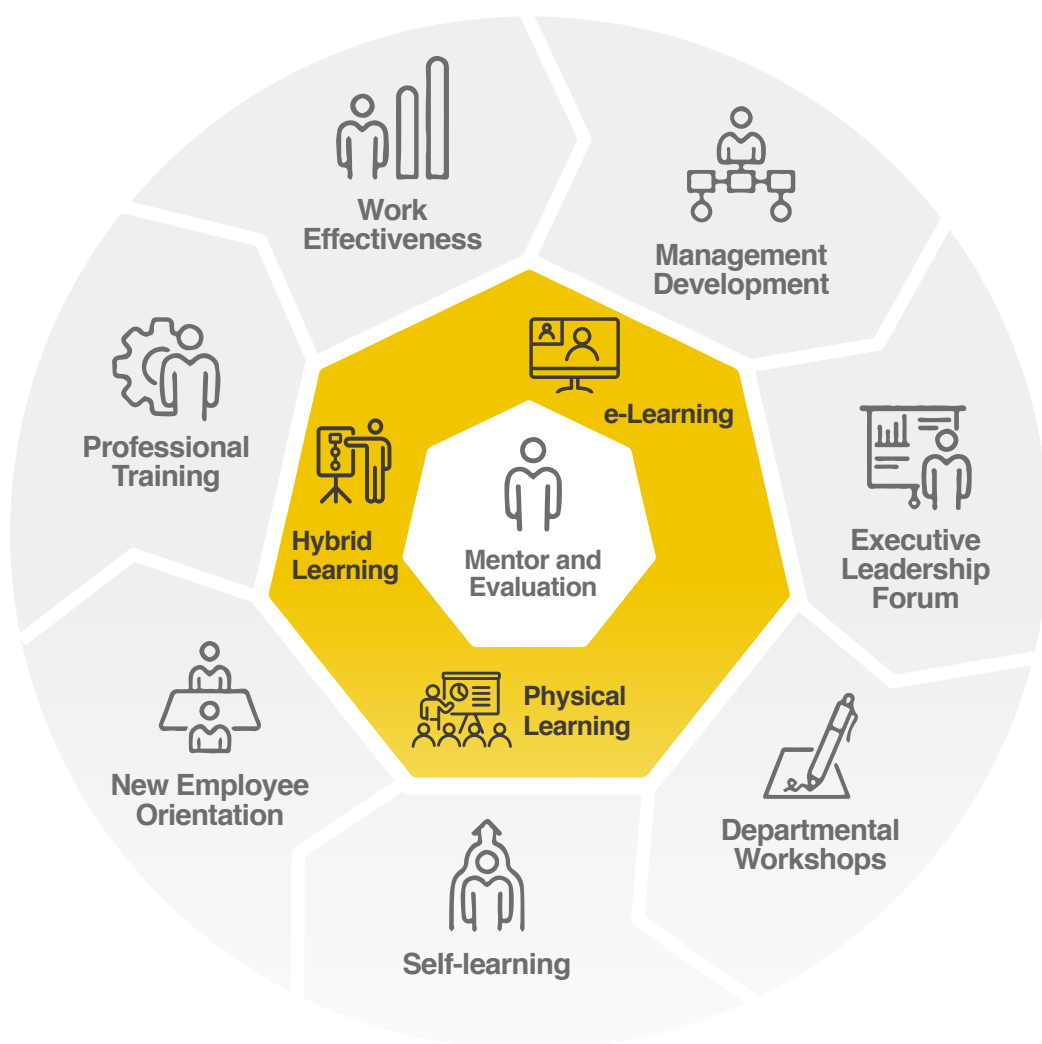 Work
Effectiveness
Management
Development
e-Learning
Professional
Training
Hybrid
Learning
Mentor and
Evaluation
Executive
Leadership
Forum
Physical
Learning
New Employee
Orientation
Departmental
Workshops
Self-learning